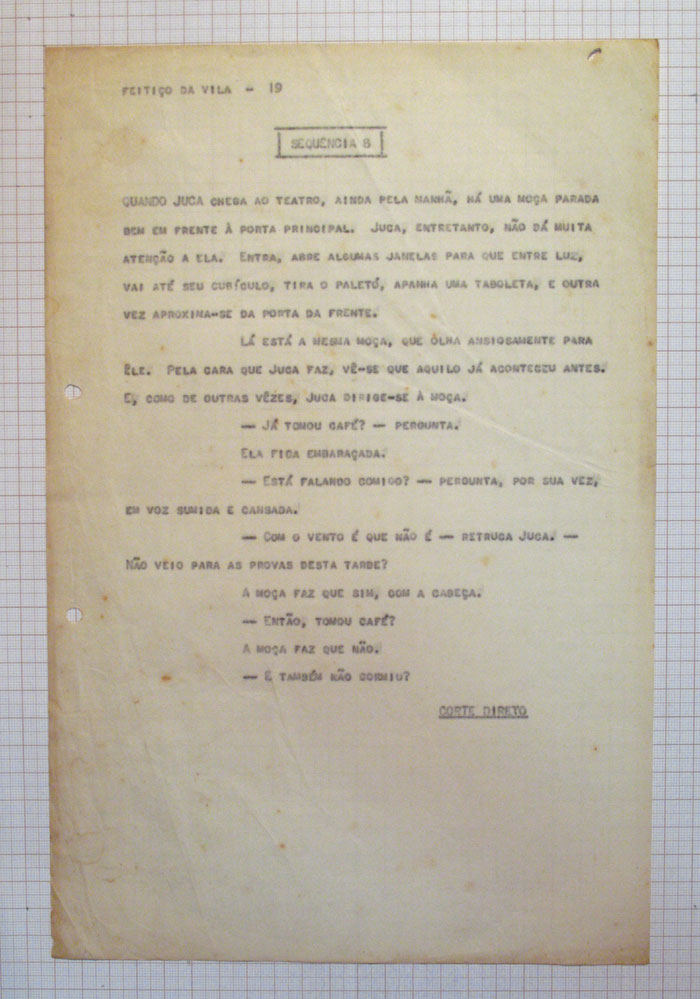 FEITIÇO DA VILA - 19
SEQUÊNCIA 8
QUANDO JUCA CHEGA AO TEATRO, AINDA PELA MANHÃ, HÁ UMA MOÇA PARADA
BEM EM FRENTE À PORTA PRINCIPAL. JUCA, ENTRETANTO, NÃO DÁ MUITA
ATENÇÃO A ELA. ENTRA, ABRE ALGUMAS JANELAS PARA QUE ENTRE LUZ,
VAI ATÉ SEU CUBÍCULO, TIRA O PALETÓ, APANHA UMA TABOLETA, E OUTRA
VEZ APROXIMA-SE DA PORTA DA FRENTE.
LÁ ESTÁ A MESMA MOÇA, QUE OLHA ANSIOSAMENTE PARA
ÊLE. PELA CARA QUE JUCA FAZ, VÊ-SE QUE AQUILO JÁ ACONTECEU ANTES.
E, COMO DE OUTRAS VÊZES, JUCA DIRIGE-SE À MOÇA.
— JÁ TOMOU CAFÉ? — PERGUNTA.
ELA FICA EMBARAÇADA.
— ESTÁ FALANDO COMIGO? — PERGUNTA, POR SUA VEZ,
EM VOZ SUMIDA E CANSADA.
— COM O VENTO É QUE NÃO É — RETRUCA JUCA. —
NÃO VEIO PARA AS PROVAS DESTA TARDE?
A MOÇA FAZ QUE SIM, COM A CABEÇA.
— ENTÃO, TOMOU CAFÉ?
A MOÇA FAZ QUE NÃO.
— E TAMBÉM NÃO DORMIU?
CORTE DIRETO